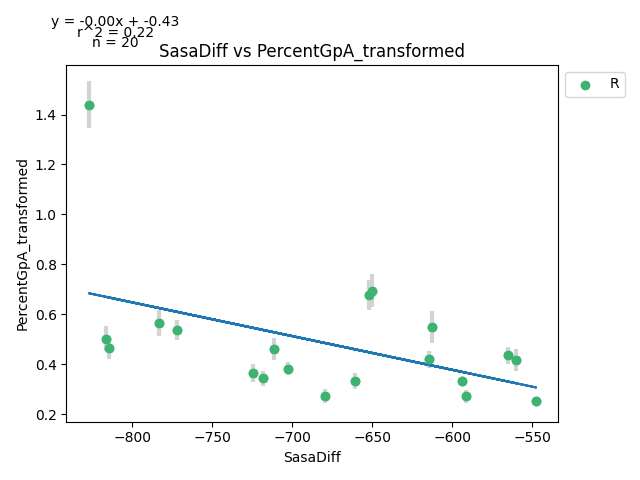 y = -0.00x + -0.43
r^2 = 0.22
n = 20
SasaDiff vs PercentGpA_transformed
R
PercentGpA_transformed
1.4
1.2
1.0
0.8
0.6
0.4
0.2
−800
−750
−700
−650
−600
−550
SasaDiff